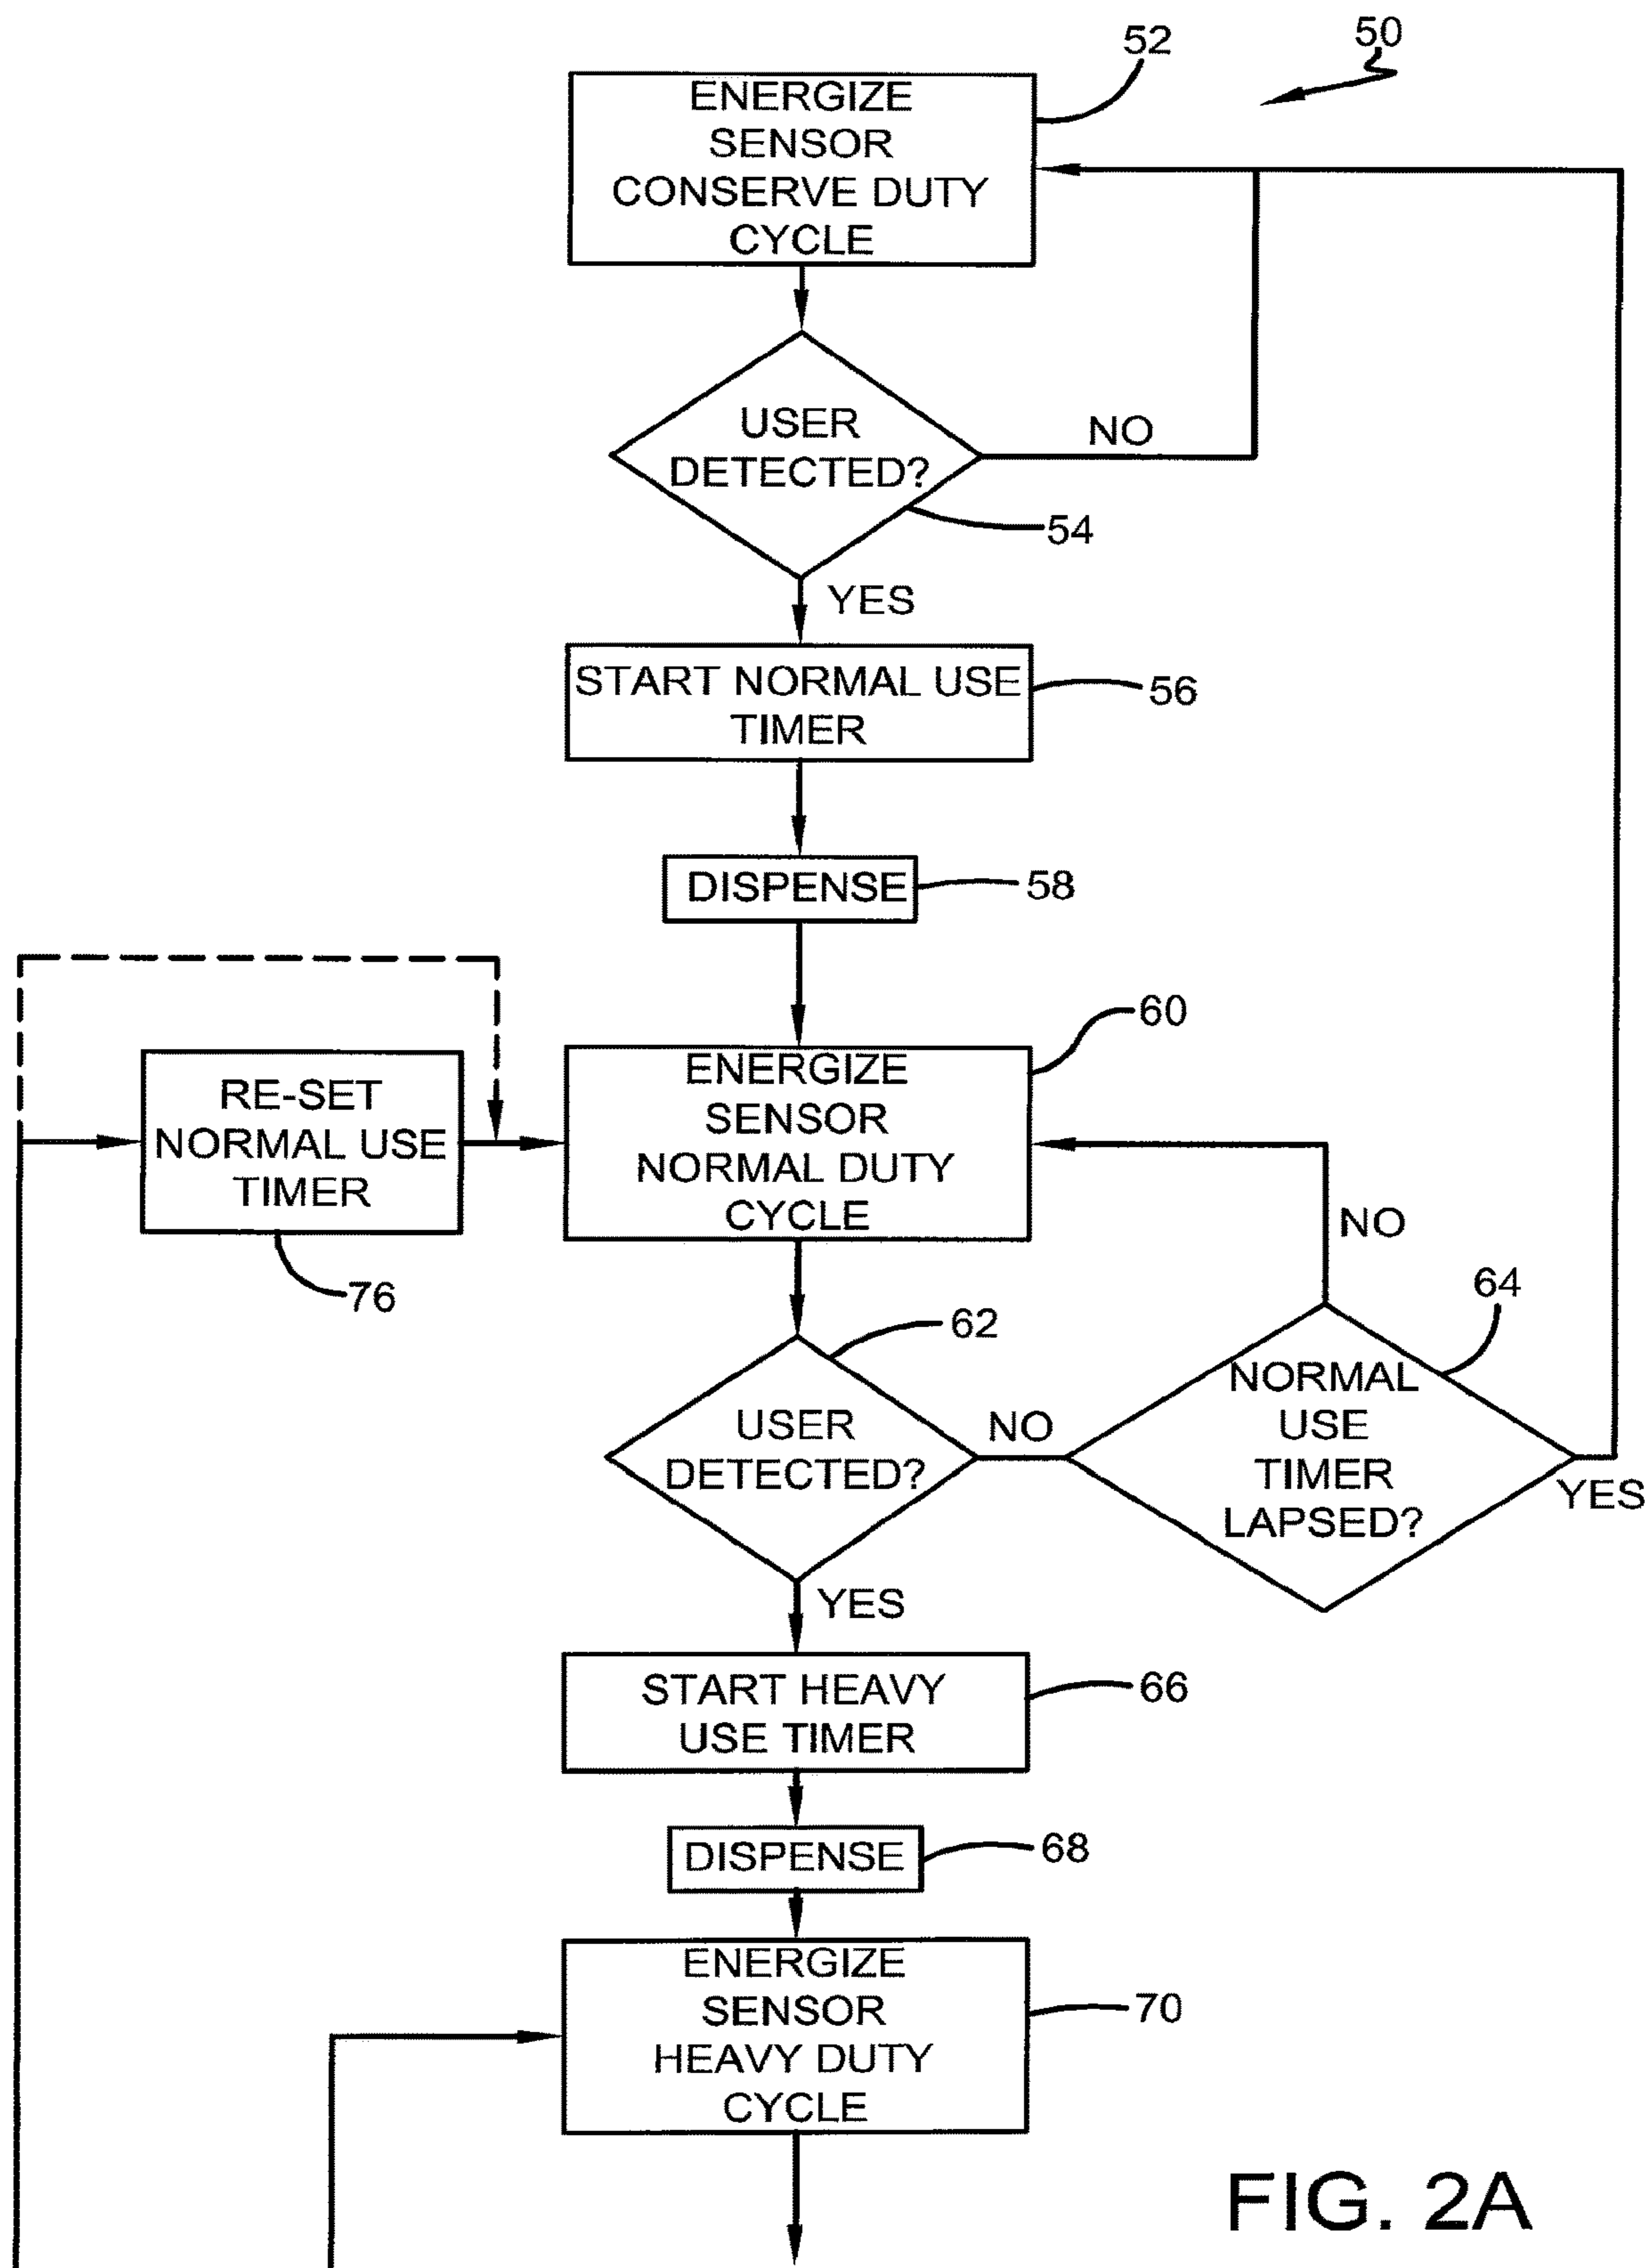 50
52
ENERGIZE
SENSOR
CONSERVE DUTY
CYCLE
USER
DETECTED?
NO
54
YES
START NORMAL USE
TIMER
56
DISPENSE
58
60
ENERGIZE
SENSOR
NORMAL DUTY
CYCLE
RE-SET
NORMAL USE
TIMER
76
NO
62
64
USER
DETECTED?
NO
NORMAL
USE
TIMER
LAPSED?
YES
YES
START HEAVY
USE TIMER
66
DISPENSE
68
ENERGIZE
SENSOR
HEAVY DUTY
CYCLE
70
FIG. 2A